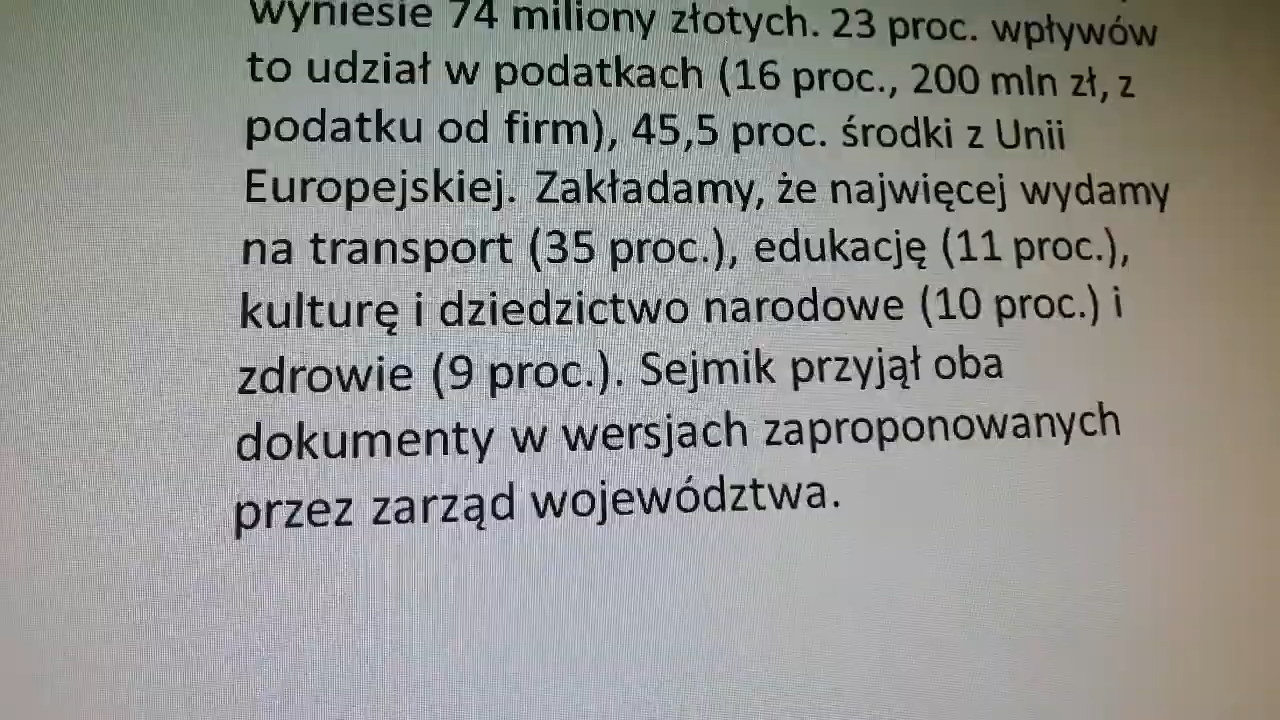 wyniesie 74 miliony złotych. 23 proc. wpływów
to udział w podatkach (16 proc., 200 mln zł, z
podatku od firm), 45,5 proc. środki z Unii
Europejskiej. Zakładamy, że najwięcej wydamy
na transport (35 proc.), edukację (11 proc.),
kulturę i dziedzictwo narodowe (10 proc.) i
zdrowie (9 proc.). Sejmik przyjął oba
dokumenty w wersjach zaproponowanych
przez zarząd województwa.